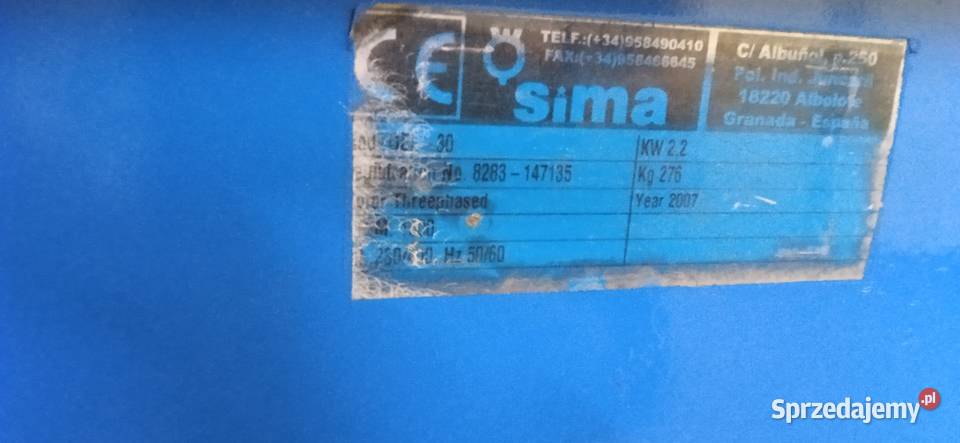 CE
TELF.:(+34)958490410
FAX:(+34)958466645
sima
C/ Albuñol, p.250
Pol. Ind.
18220 Albolote
Granada - España
30
KW 2.2
No. 8283 - 147135
Kg 276
Threephased
Year 2007
Hz 50/60
Sprzedajemy.pl